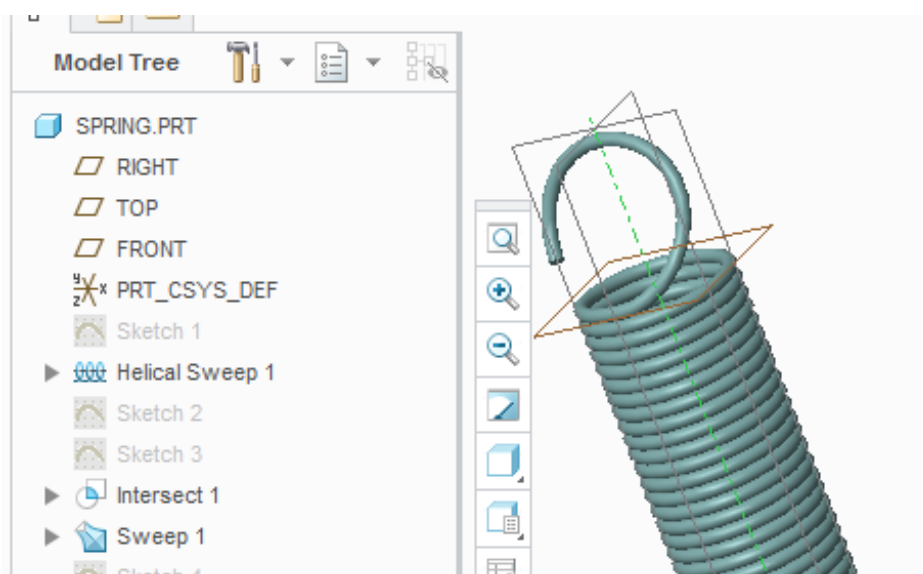 Model Tree
SPRING.PRT
RIGHT
TOP
FRONT
PRT_CSYS_DEF
Sketch 1
Helical Sweep 1
Sketch 2
Sketch 3
Intersect 1
Sweep 1